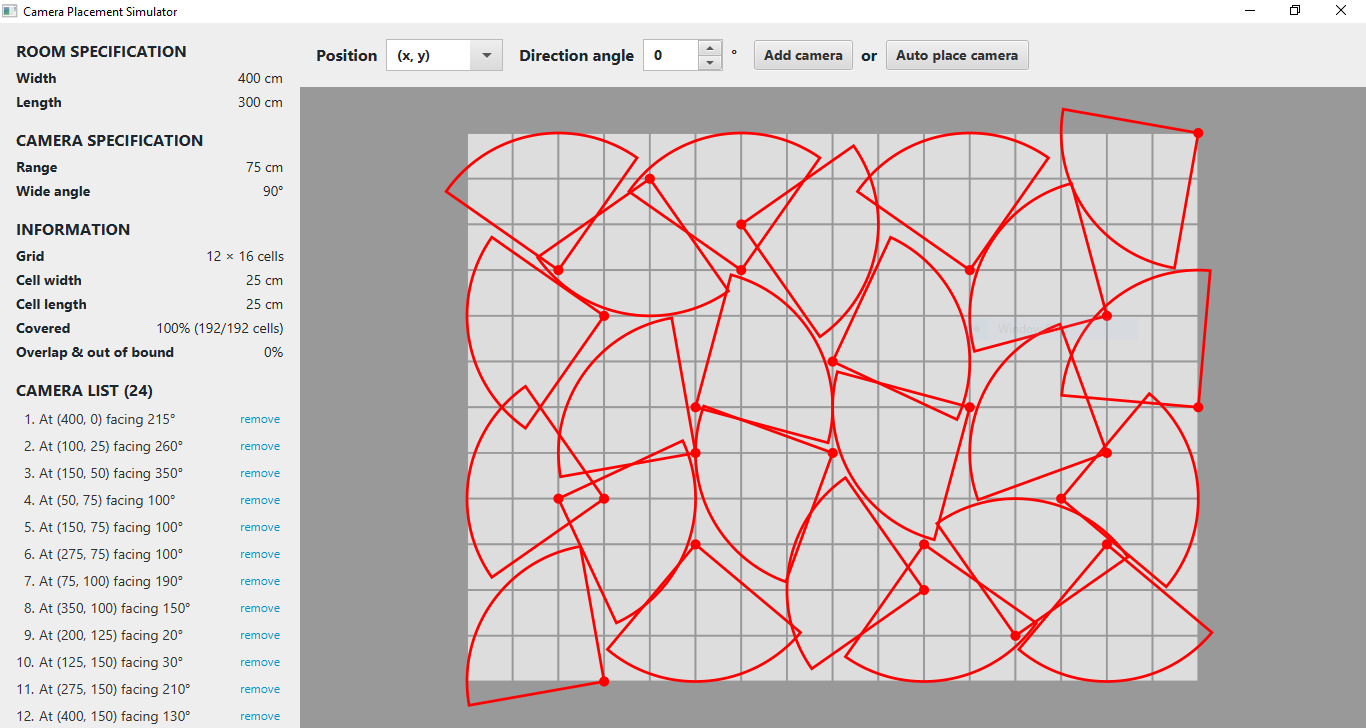 Camera Placement Simulator
Position (x, y) Direction angle 0 ° Add camera or Auto place camera
ROOM SPECIFICATION
Width 400 cm
Length 300 cm
CAMERA SPECIFICATION
Range 75 cm
Wide angle 90°
INFORMATION
Grid 12 × 16 cells
Cell width 25 cm
Cell length 25 cm
Covered 100% (192/192 cells)
Overlap & out of bound 0%
CAMERA LIST (24)
1. At (400, 0) facing 215° remove
2. At (100, 25) facing 260° remove
3. At (150, 50) facing 350° remove
4. At (50, 75) facing 100° remove
5. At (150, 75) facing 100° remove
6. At (275, 75) facing 100° remove
7. At (75, 100) facing 190° remove
8. At (350, 100) facing 150° remove
9. At (200, 125) facing 20° remove
10. At (125, 150) facing 30° remove
11. At (275, 150) facing 210° remove
12. At (400, 150) facing 130° remove